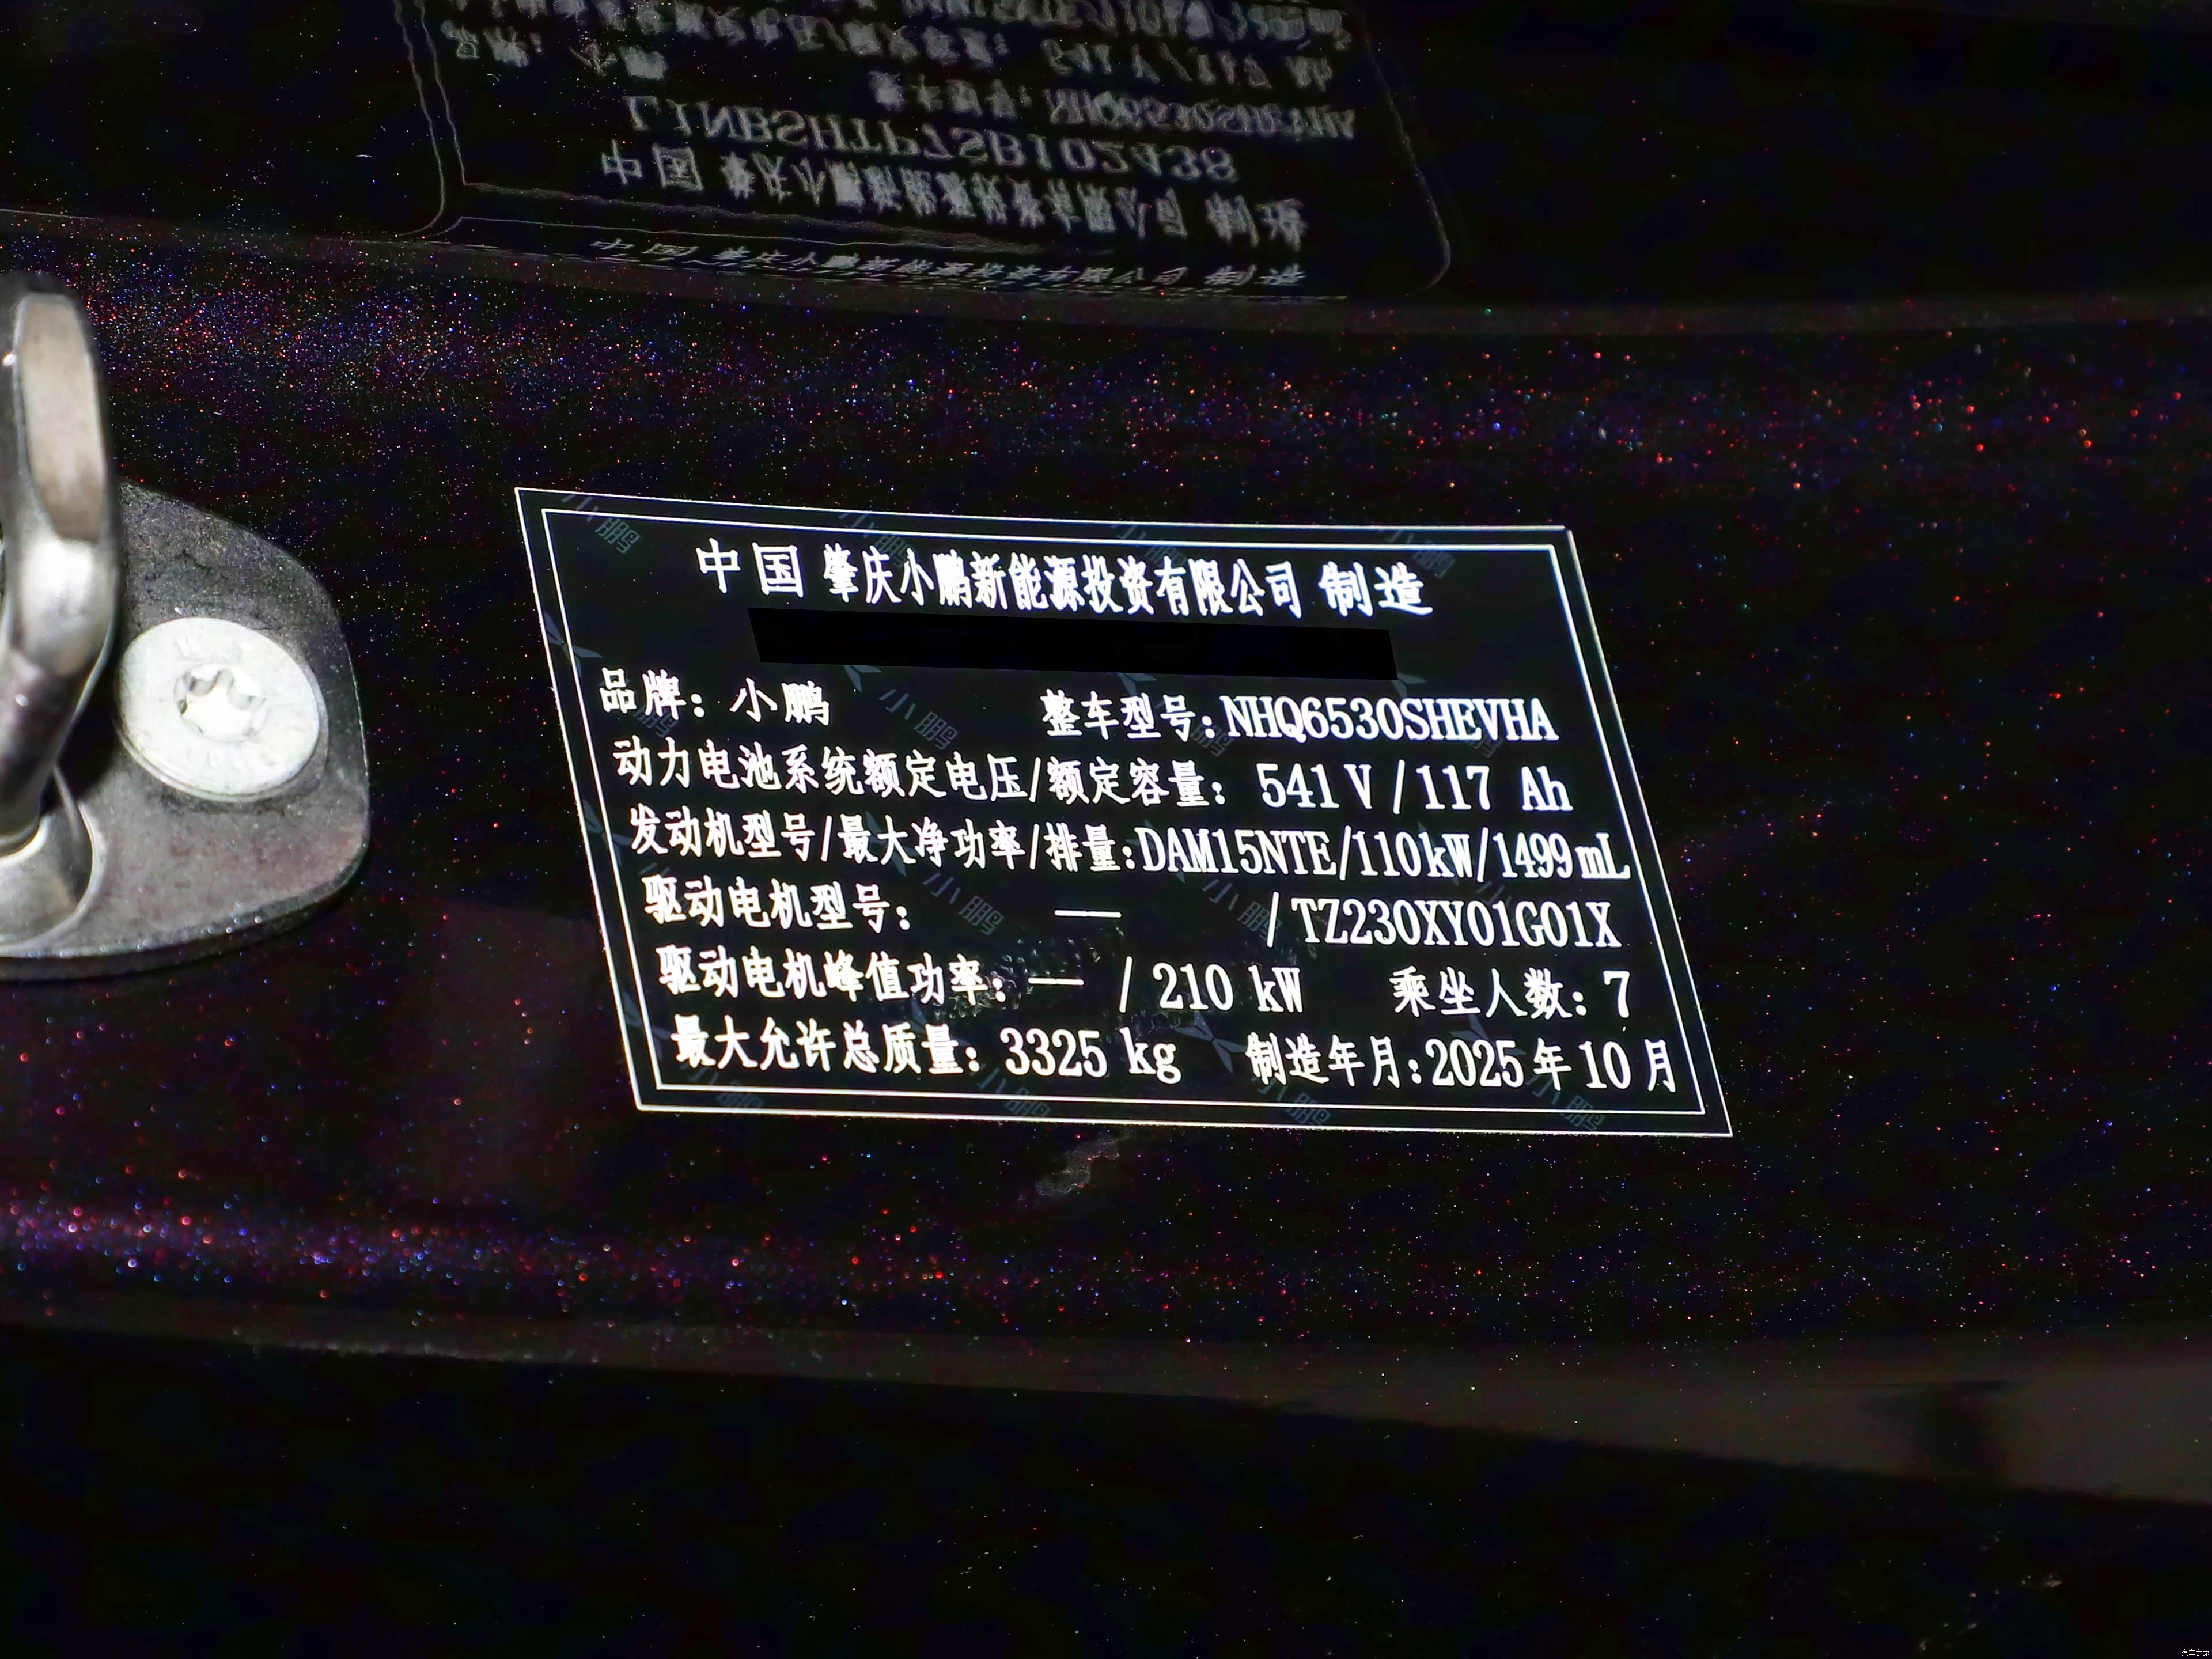 中国 肇庆小鹏新能源投资有限公司 制造
品牌：小鹏 整车型号：NHQ6530SHEVHA
动力电池系统额定电压/额定容量：541V/117 Ah
发动机型号/最大净功率/排量：DAM15NTE/110kW/1499mL
驱动电机型号： — /TZ230XY01G01X
驱动电机峰值功率：— / 210 kW 乘坐人数：7
最大允许总质量：3325 kg 制造年月：2025年10月
汽车之家